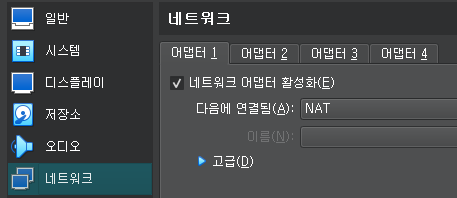 일반
시스템
디스플레이
저장소
오디오
네트워크
네트워크
어댑터 1 어댑터 2 어댑터 3 어댑터 4
네트워크 어댑터 활성화(E)
다음에 연결됨(A): NAT
이름(N):
고급(D)